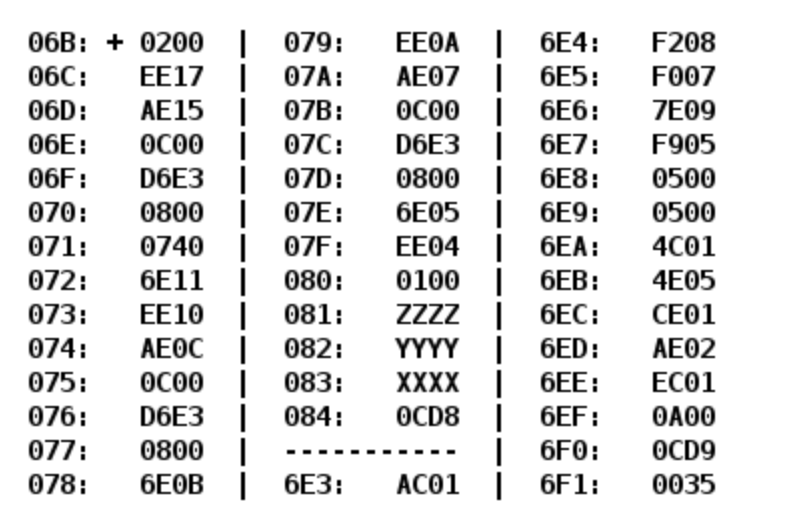 06B: + 0200 | 079: EE0A | 6E4: F208
06C: EE17 | 07A: AE07 | 6E5: F007
06D: AE15 | 07B: 0C00 | 6E6: 7E09
06E: 0C00 | 07C: D6E3 | 6E7: F905
06F: D6E3 | 07D: 0800 | 6E8: 0500
070: 0800 | 07E: 6E05 | 6E9: 0500
071: 0740 | 07F: EE04 | 6EA: 4C01
072: 6E11 | 080: 0100 | 6EB: 4E05
073: EE10 | 081: ZZZZ | 6EC: CE01
074: AE0C | 082: YYYY | 6ED: AE02
075: 0C00 | 083: XXXX | 6EE: EC01
076: D6E3 | 084: 0CD8 | 6EF: 0A00
077: 0800 | ----------- | 6F0: 0CD9
078: 6E0B | 6E3: AC01 | 6F1: 0035